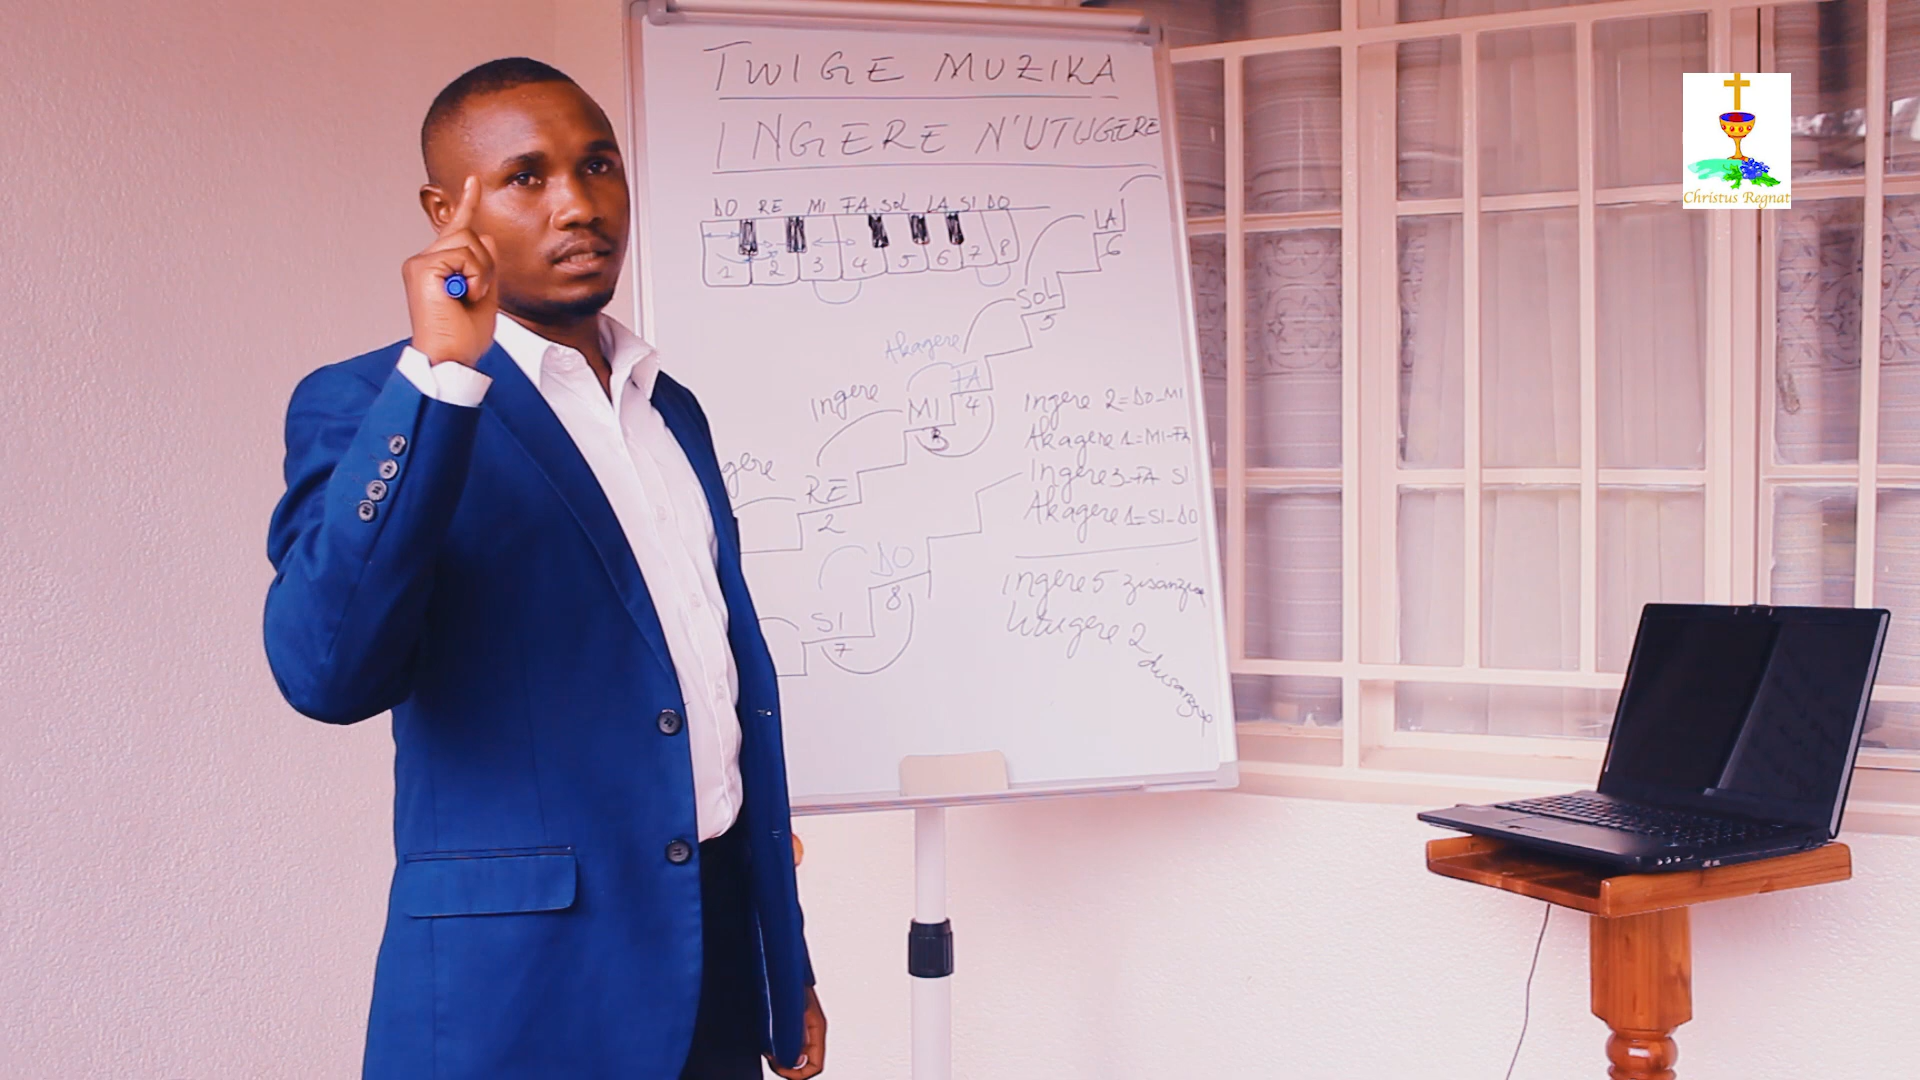 TWIGE MUZIKA
INGERE N'UTUGERE
Christus Regnat
DO RE MI FA SOL LA SI DO
1 2 3 4 5 6 7 8
LA
6
SOL
5
Akagere
FA
4
Ingere
MI
3
gere
RE
2
DO
8
SI
7
Ingere 2=DO-MI
Akagere 1=MI-FA
Ingere 3-FA SI
Akagere 1=SI-DO
Ingere 5 zisanzwe
Utugere 2
dusanzwe